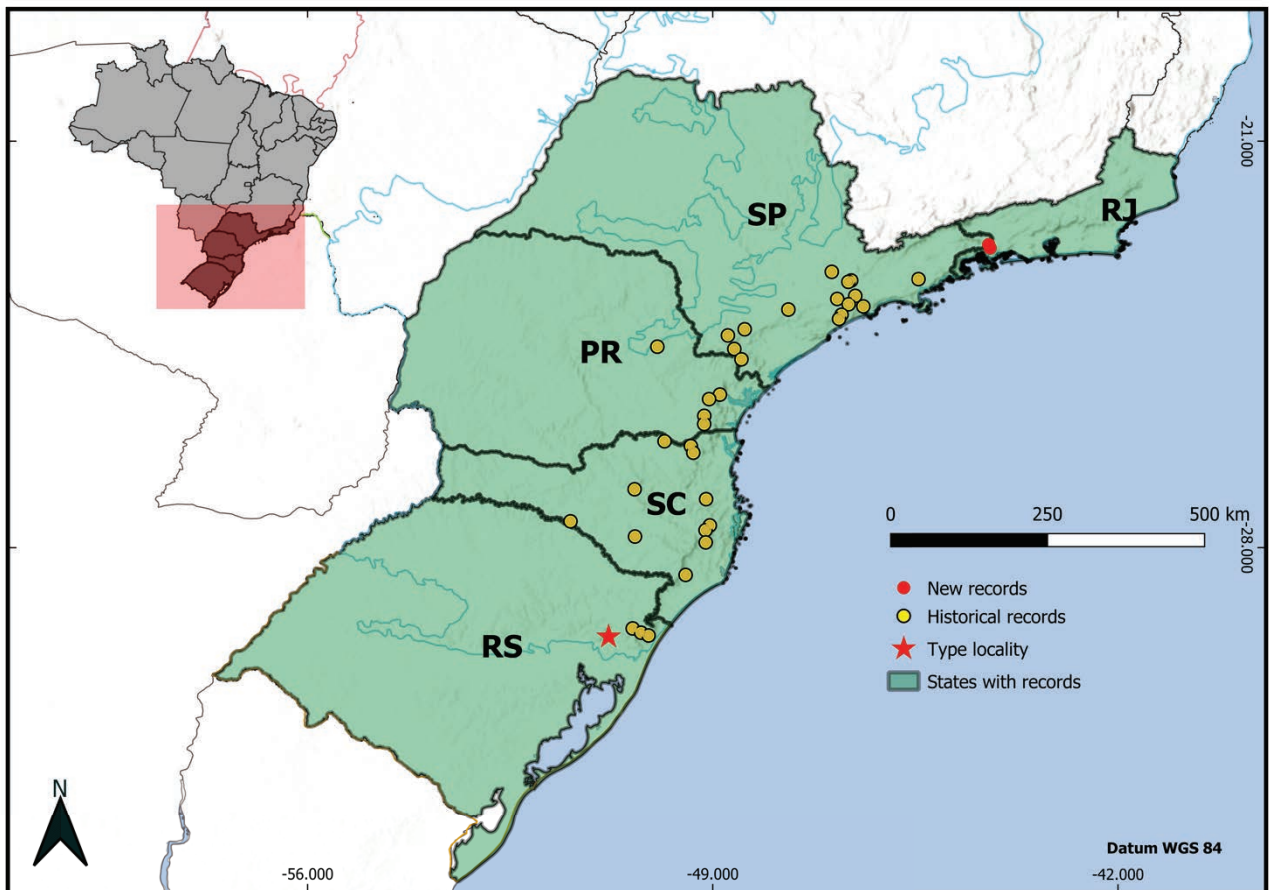 -21.000
SP
RJ
PR
SC
0 250 500 km
-28.000
New records
Historical records
RS
Type locality
States with records
N
Datum WGS 84
-56.000 -49.000 -42.000